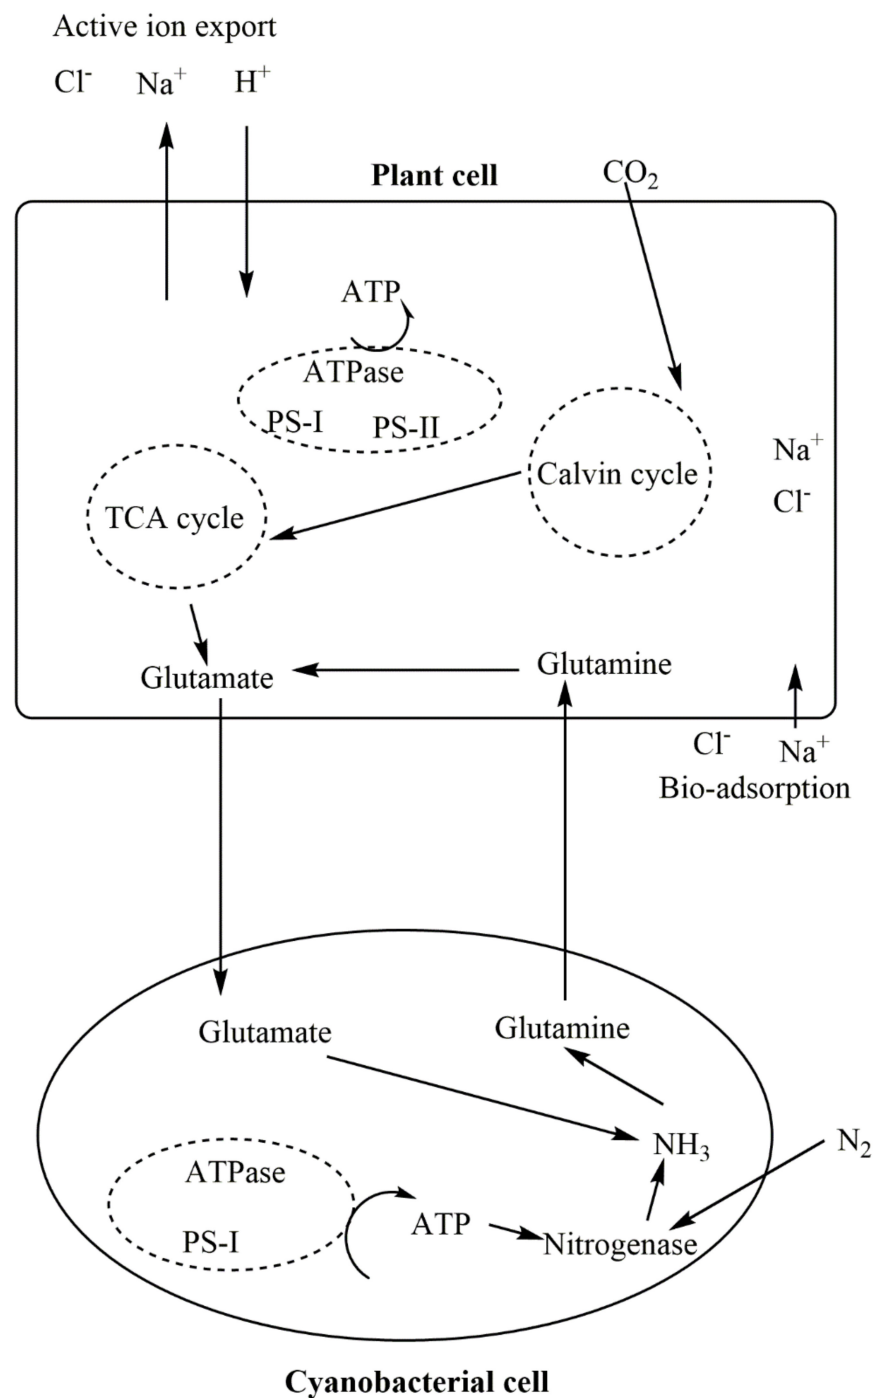 Active ion export
Cl⁻ Na⁺ H⁺
Plant cell
CO₂
ATP
ATPase
PS-I PS-II
Calvin cycle
Na⁺
Cl⁻
TCA cycle
Glutamate
Glutamine
Cl⁻ Na⁺
Bio-adsorption
Glutamate
Glutamine
NH₃
N₂
ATPase
PS-I
ATP
Nitrogenase
Cyanobacterial cell